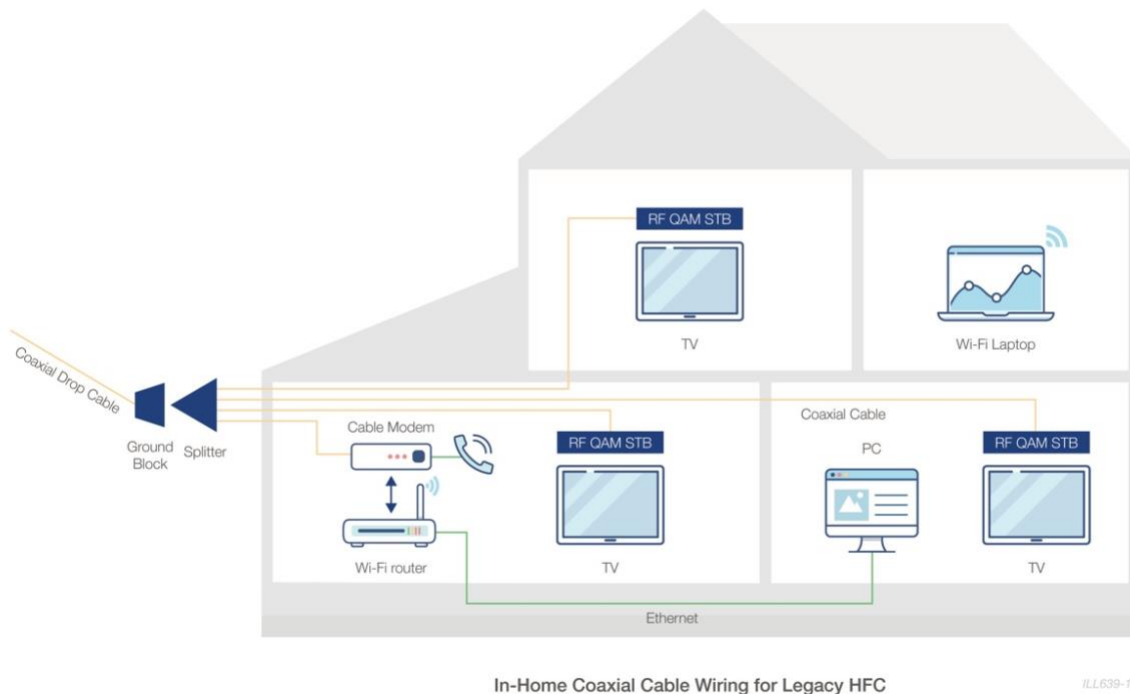 RF QAM STB
TV
Wi-Fi Laptop
Coaxial Drop Cable
Ground
Block
Splitter
Cable Modem
RF QAM STB
Wi-Fi router
TV
Coaxial Cable
PC
RF QAM STB
TV
Ethernet
In-Home Coaxial Cable Wiring for Legacy HFC
ILL639-1